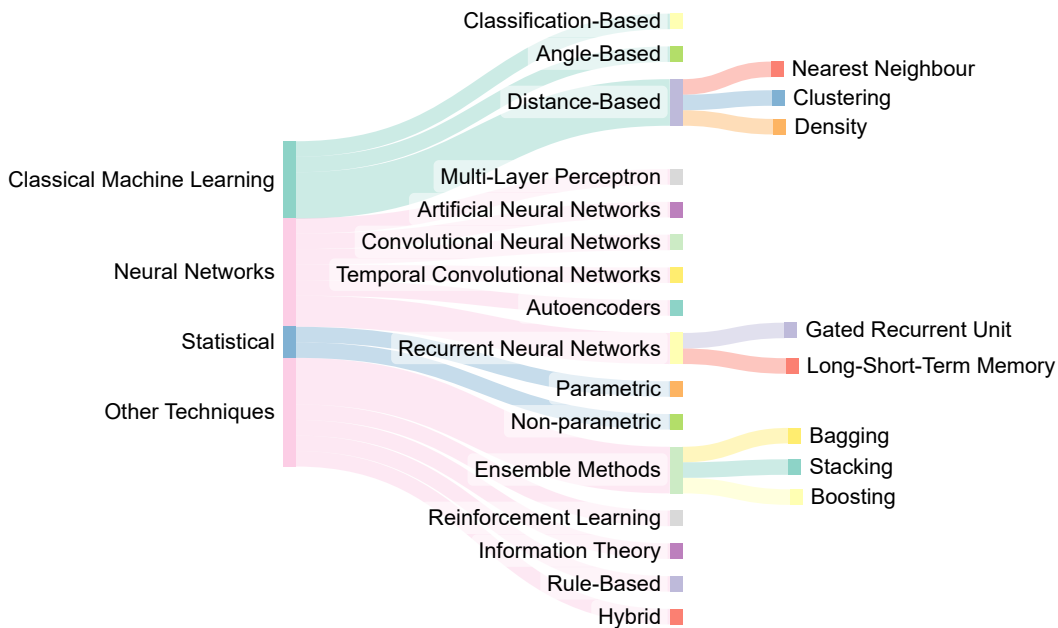 Classification-Based
Angle-Based
Distance-Based
Nearest Neighbour
Clustering
Density
Classical Machine Learning
Multi-Layer Perceptron
Artificial Neural Networks
Convolutional Neural Networks
Neural Networks
Temporal Convolutional Networks
Autoencoders
Gated Recurrent Unit
Statistical
Recurrent Neural Networks
Long-Short-Term Memory
Parametric
Other Techniques
Non-parametric
Bagging
Ensemble Methods
Stacking
Boosting
Reinforcement Learning
Information Theory
Rule-Based
Hybrid